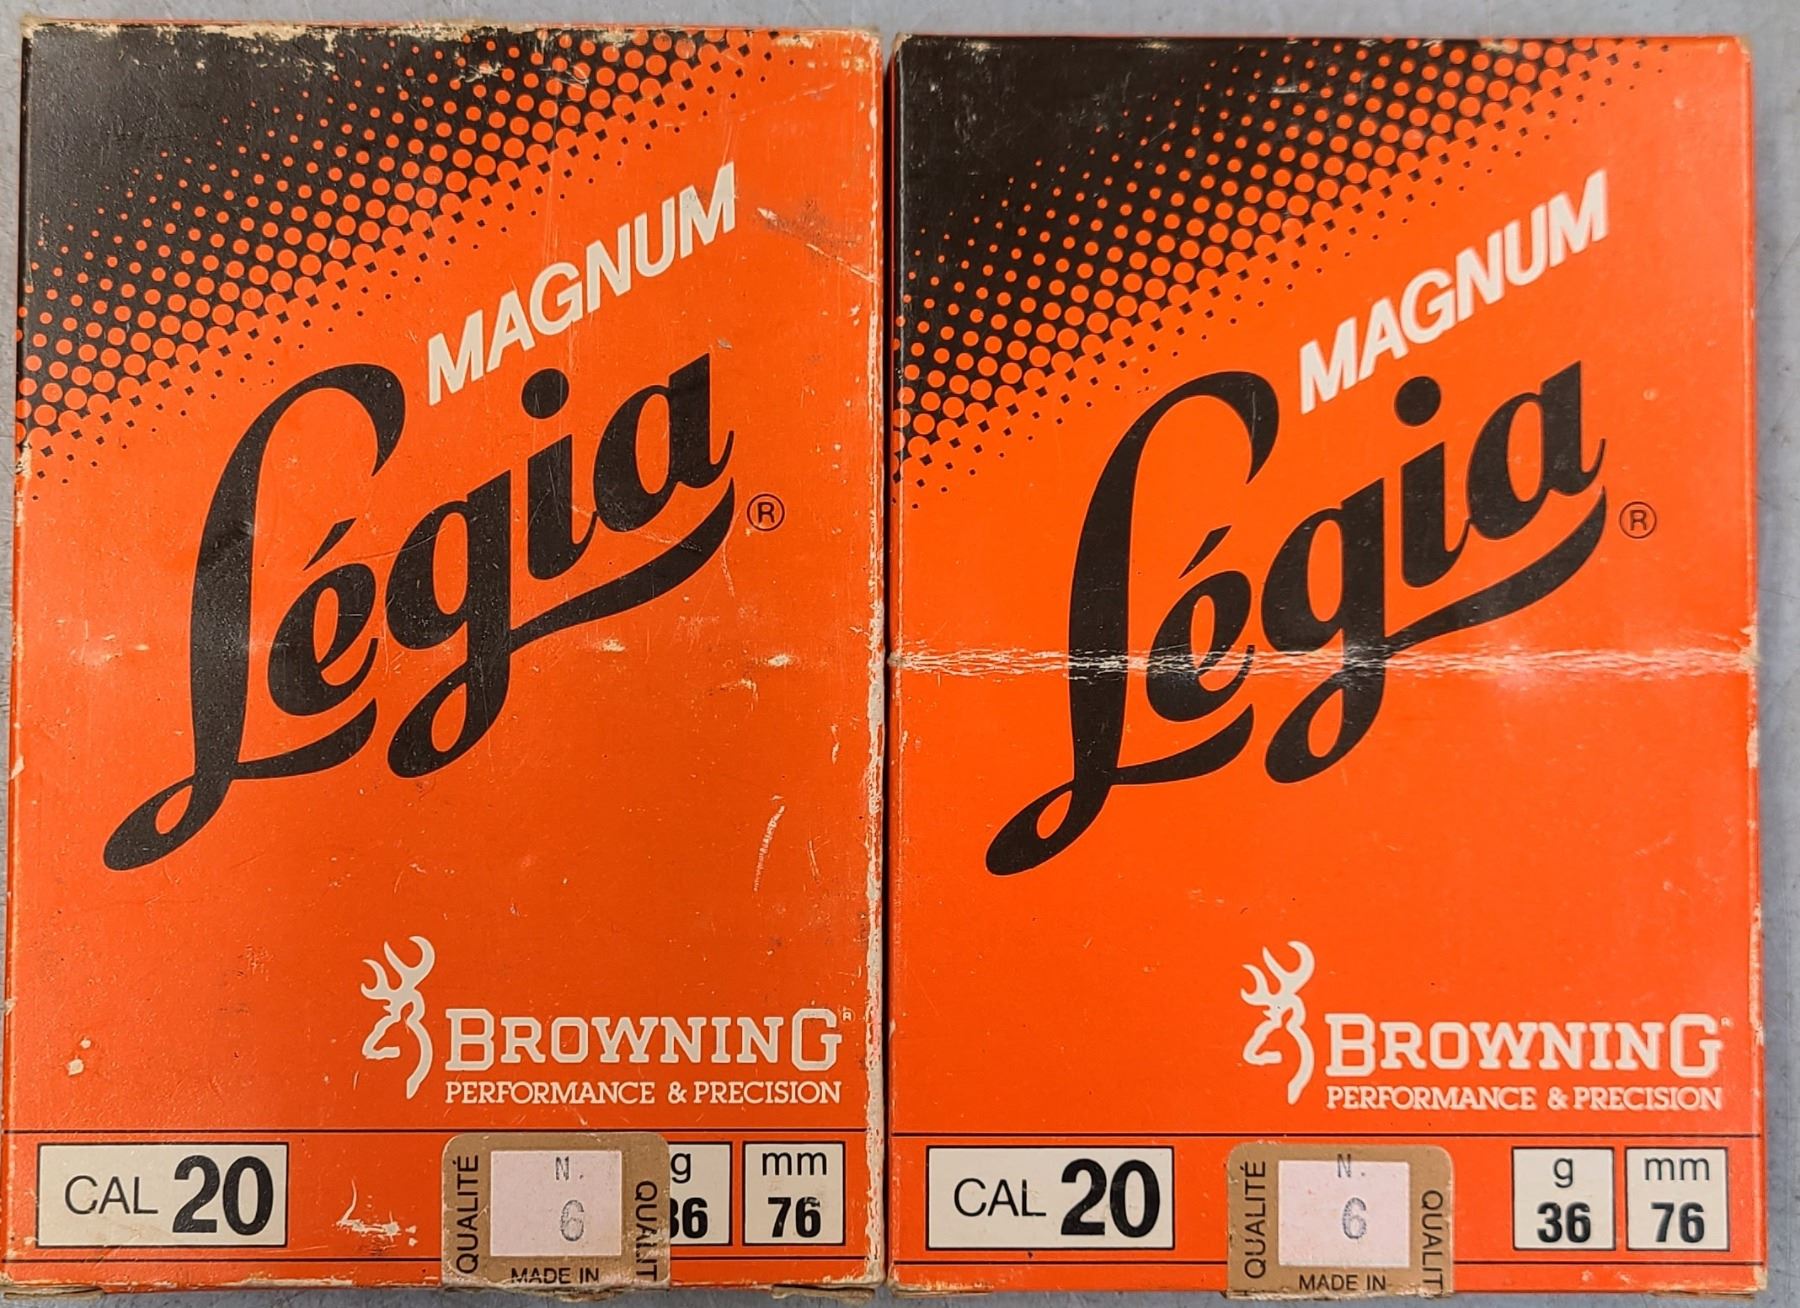 MAGNUM
Légia®
BROWNING
PERFORMANCE & PRECISION
CAL 20
QUALITÉ
N.
6
QUALIT
MADE IN
g
36
mm
76
MAGNUM
Légia®
BROWNING
PERFORMANCE & PRECISION
CAL 20
QUALITÉ
N.
6
QUALIT
MADE IN
g
36
mm
76